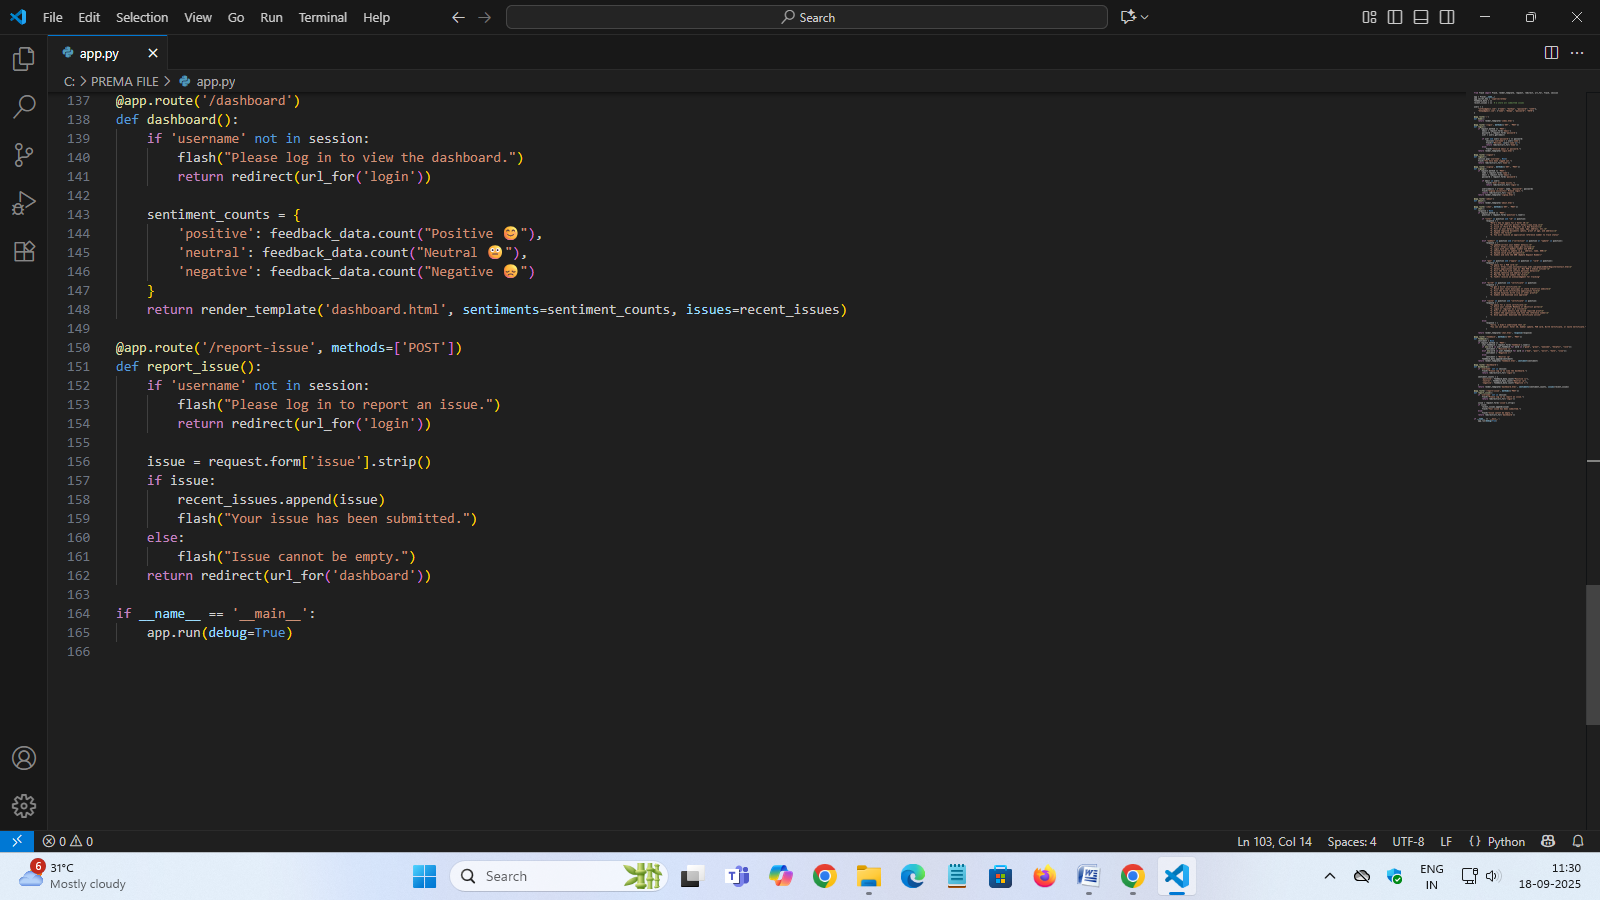 File Edit Selection View Go Run Terminal Help
Search
app.py
C: > PREMA FILE > app.py
137 @app.route('/dashboard')
138 def dashboard():
139     if 'username' not in session:
140         flash("Please log in to view the dashboard.")
141         return redirect(url_for('login'))
142
143     sentiment_counts = {
144         'positive': feedback_data.count("Positive 😊"),
145         'neutral': feedback_data.count("Neutral 😐"),
146         'negative': feedback_data.count("Negative 😞")
147     }
148     return render_template('dashboard.html', sentiments=sentiment_counts, issues=recent_issues)
149
150 @app.route('/report-issue', methods=['POST'])
151 def report_issue():
152     if 'username' not in session:
153         flash("Please log in to report an issue.")
154         return redirect(url_for('login'))
155
156     issue = request.form['issue'].strip()
157     if issue:
158         recent_issues.append(issue)
159         flash("Your issue has been submitted.")
160     else:
161         flash("Issue cannot be empty.")
162     return redirect(url_for('dashboard'))
163
164 if __name__ == '__main__':
165     app.run(debug=True)
166
0 0
Ln 103, Col 14 Spaces: 4 UTF-8 LF {} Python
6
31°C
Mostly cloudy
Search
ENG
IN
11:30
18-09-2025